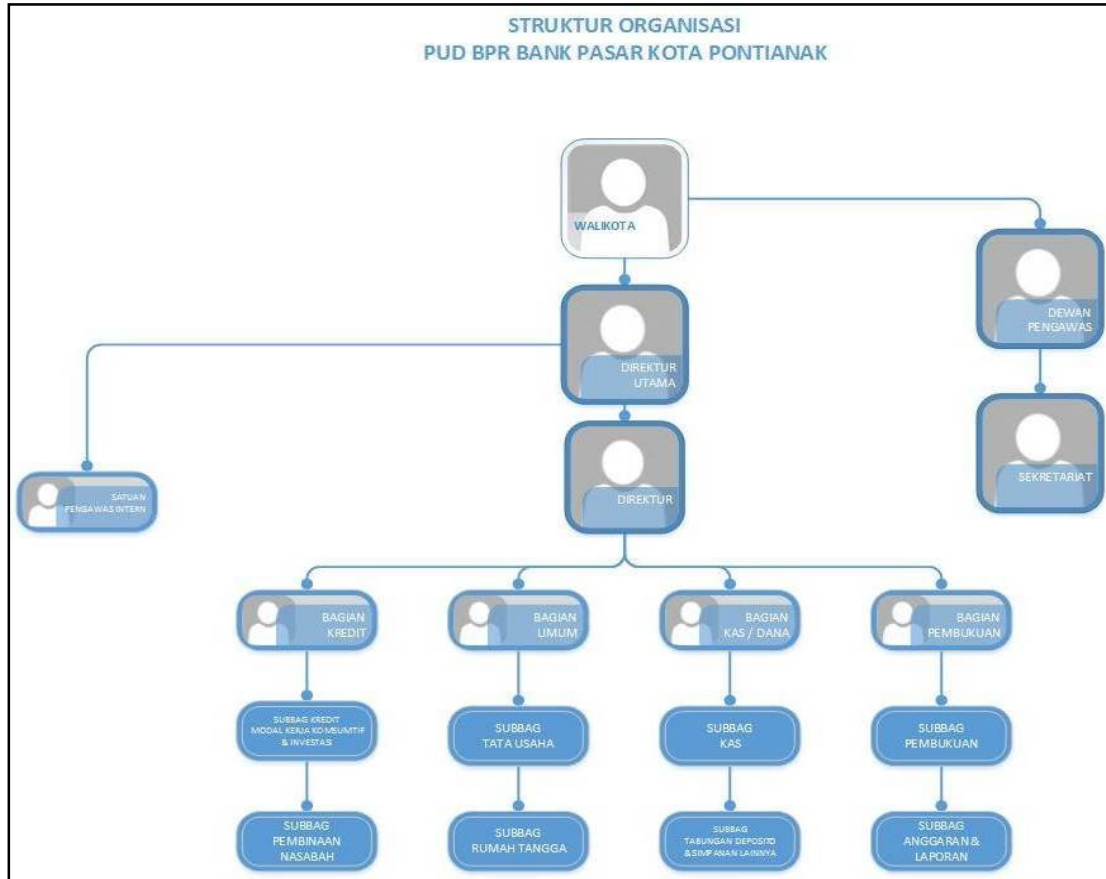 STRUKTUR ORGANISASI
PUD BPR BANK PASAR KOTA PONTIANAK
WALIKOTA
DEWAN
PENGAWAS
DIREKTUR
UTAMA
SEKRETARIAT
DIREKTUR
SATUAN
PENGAWAS INTERN
BAGIAN
KREDIT
BAGIAN
UMUM
BAGIAN
KAS / DANA
BAGIAN
PEMBUKUAN
SUBBAG KREDIT
MODAL KERJA KOMSUMTIF
& INVESTASI
SUBBAG
TATA USAHA
SUBBAG
KAS
SUBBAG
PEMBUKUAN
SUBBAG
PEMBINAAN
NASABAH
SUBBAG
RUMAH TANGGA
SUBBAG
TABUNGAN DEPOSITO
& SIMPANAN LAINNYA
SUBBAG
ANGGARAN &
LAPORAN